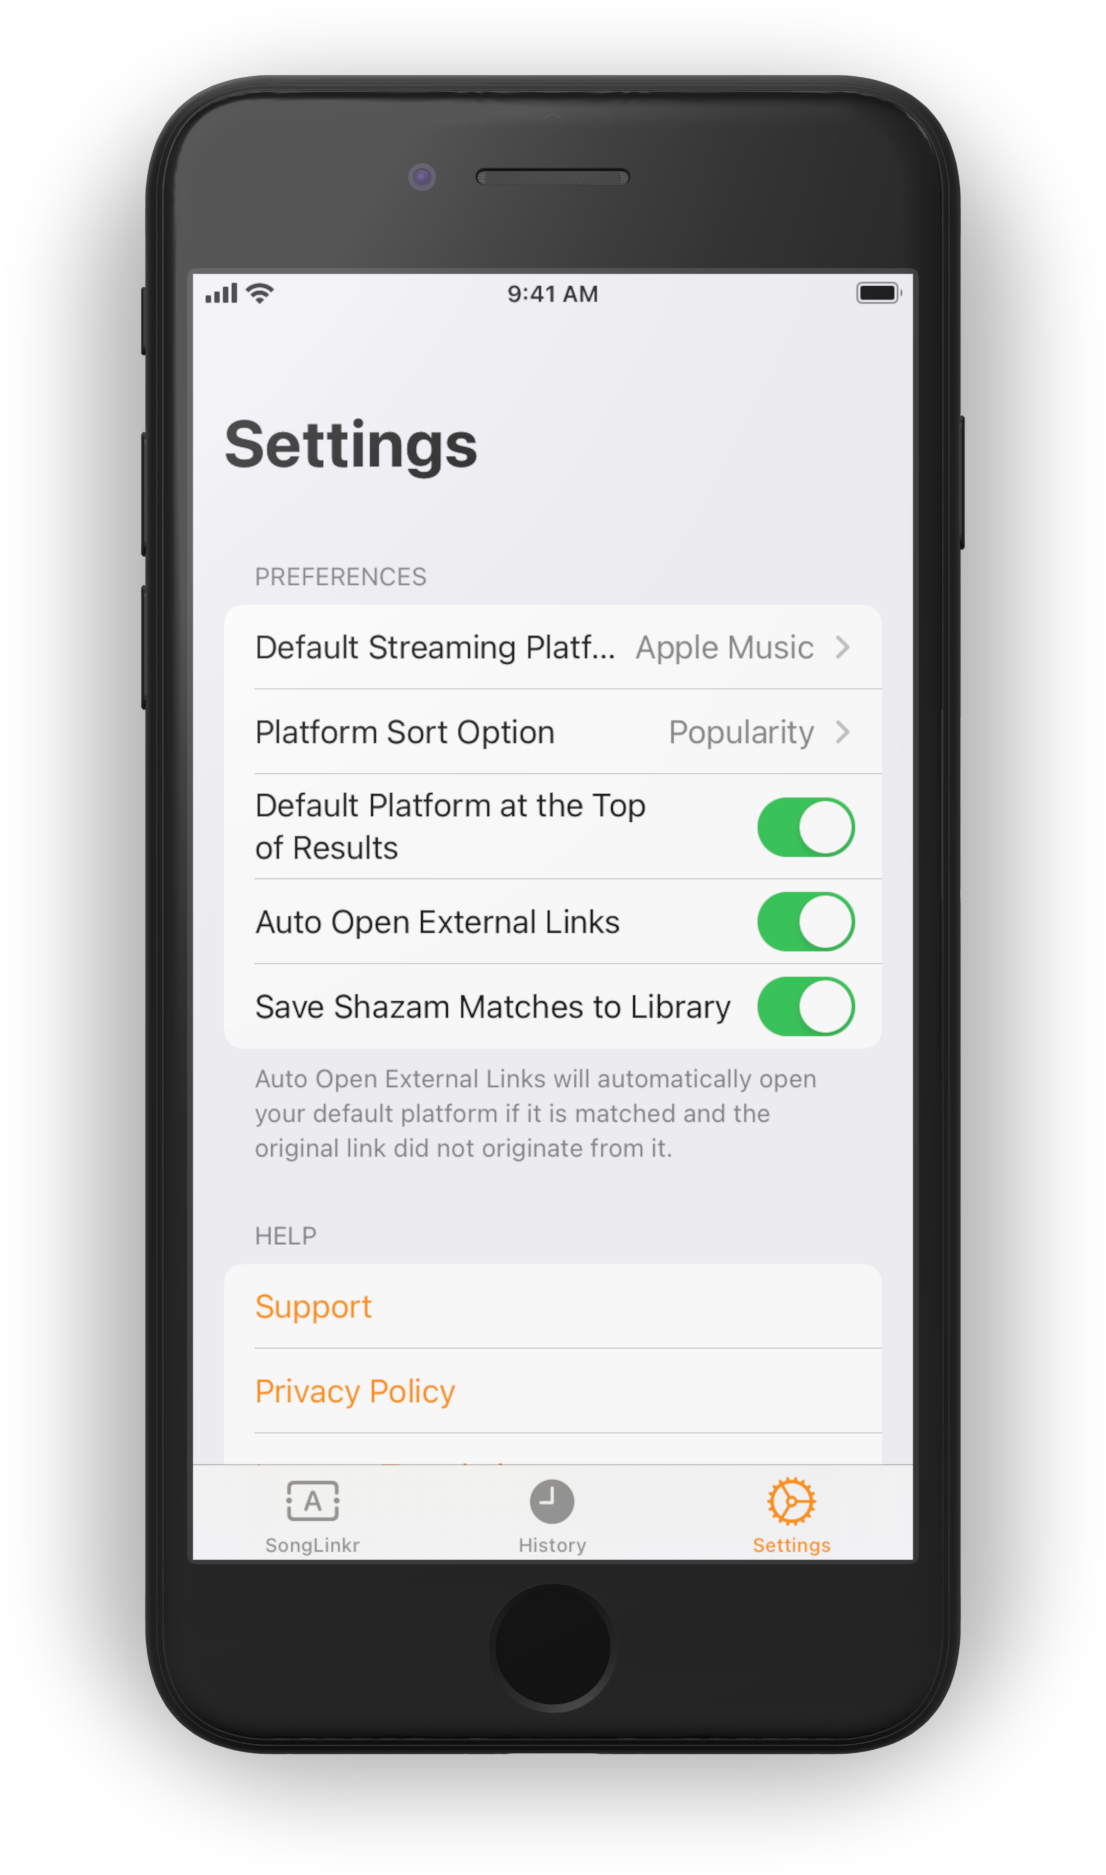 9:41 AM
Settings
PREFERENCES
Default Streaming Platf... Apple Music
Platform Sort Option Popularity
Default Platform at the Top
of Results
Auto Open External Links
Save Shazam Matches to Library
Auto Open External Links will automatically open
your default platform if it is matched and the
original link did not originate from it.
HELP
Support
Privacy Policy
A
SongLinkr History Settings